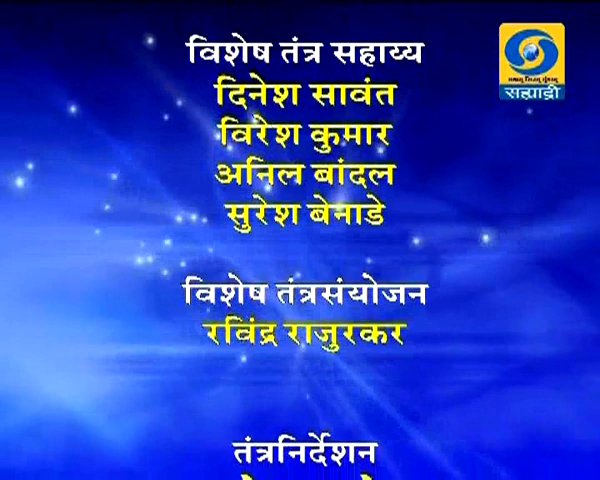 विशेष तंत्र सहाय्य
दिनेश सावंत
विरेश कुमार
अनिल बांदल
सुरेश बेनाडे
विशेष तंत्रसंयोजन
रविंद्र राजुरकर
तंत्रनिर्देशन
सह्याद्री